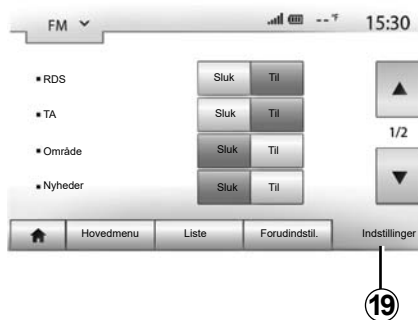 FM --°F 15:30
RDS Sluk Til
TA Sluk Til
1/2
Område Sluk Til
Nyheder Sluk Til
Hovedmenu Liste Forudindstil. Indstillinger
19